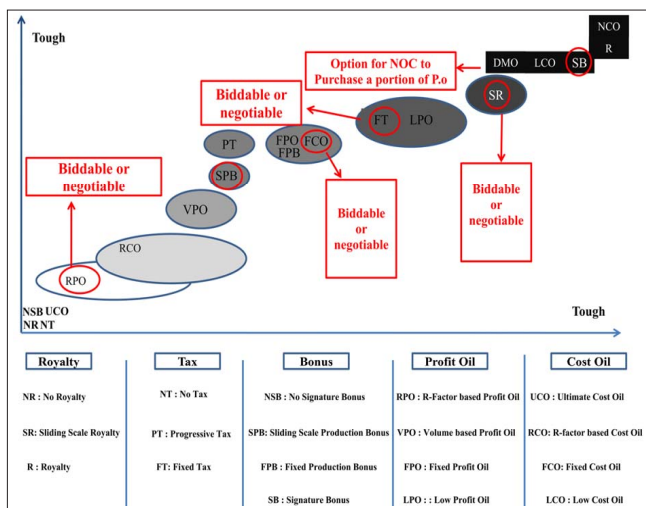 Tough
NCO
R
Option for NOC to
Purchase a portion of P.o
DMO LCO SB
Biddable or
negotiable
SR
FT LPO
PT
FPO FCO
FPB
Biddable or
negotiable
SPB
VPO
Biddable
or
negotiable
Biddable
or
negotiable
RCO
RPO
NSB UCO
NR NT
Tough
Royalty
Tax
Bonus
Profit Oil
Cost Oil
NR : No Royalty
NT : No Tax
NSB : No Signature Bonus
RPO : R-Factor based Profit Oil
UCO : Ultimate Cost Oil
SR: Sliding Scale Royalty
PT : Progressive Tax
SPB: Sliding Scale Production Bonus
VPO : Volume based Profit Oil
RCO: R-factor based Cost Oil
R : Royalty
FT: Fixed Tax
FPB : Fixed Production Bonus
FPO : Fixed Profit Oil
FCO: Fixed Cost Oil
SB : Signature Bonus
LPO : : Low Profit Oil
LCO : Low Cost Oil